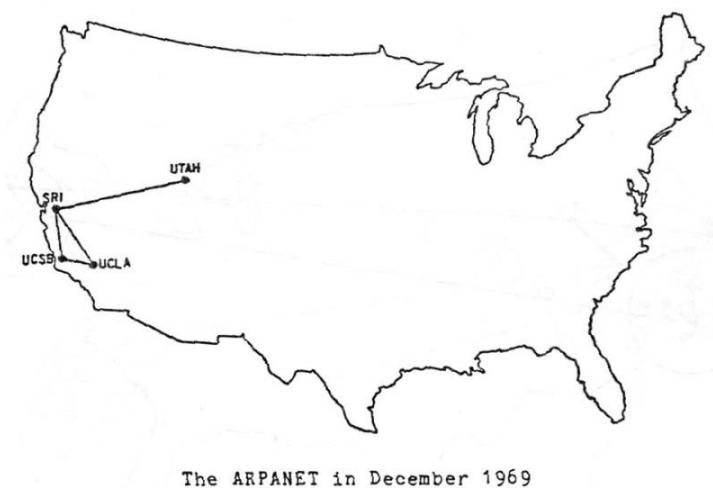 UTAH
SRI
UCSB
UCLA
The ARPANET in December 1969